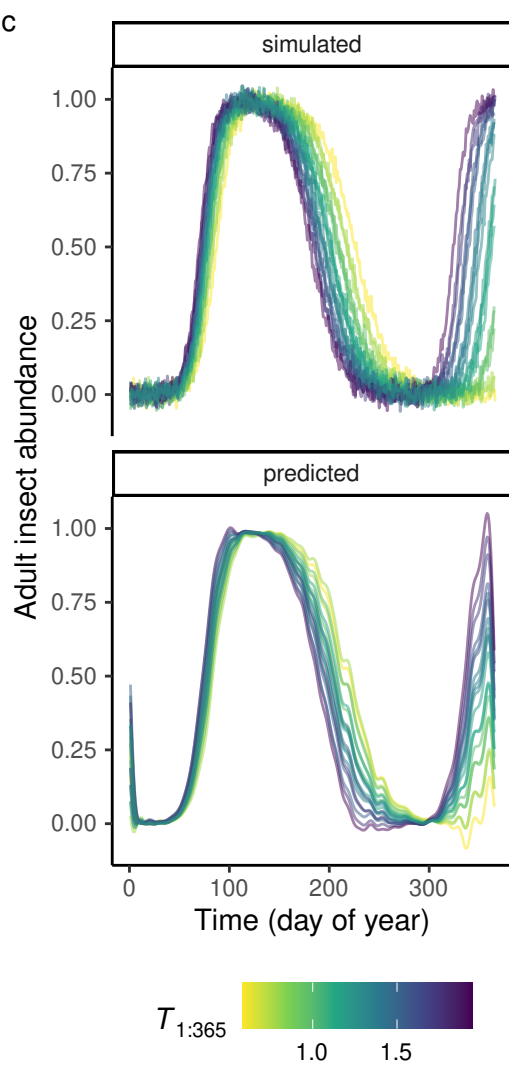 c
simulated
1.00
0.75
0.50
0.25
0.00
Adult insect abundance
predicted
1.00
0.75
0.50
0.25
0.00
0 100 200 300
Time (day of year)
T 1:365
1.0 1.5